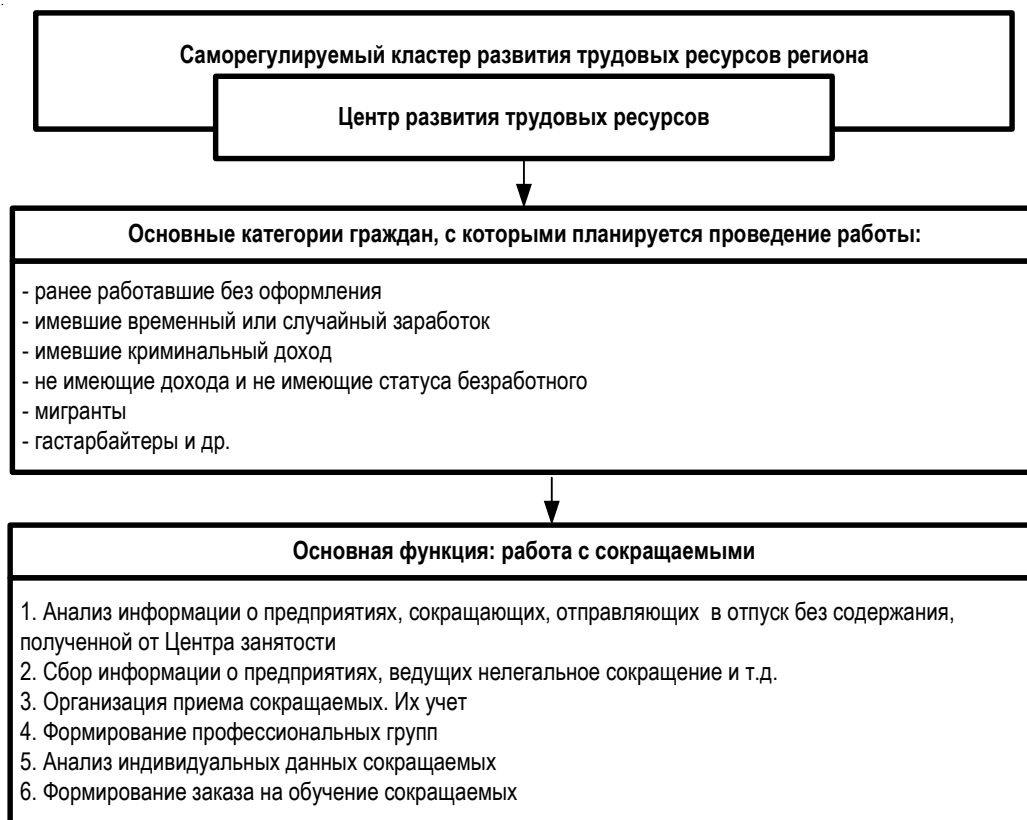 Саморегулируемый кластер развития трудовых ресурсов региона
Центр развития трудовых ресурсов
Основные категории граждан, с которыми планируется проведение работы:
- ранее работавшие без оформления
- имевшие временный или случайный заработок
- имевшие криминальный доход
- не имеющие дохода и не имеющие статуса безработного
- мигранты
- гастарбайтеры и др.
Основная функция: работа с сокращаемыми
1. Анализ информации о предприятиях, сокращающих, отправляющих в отпуск без содержания,
полученной от Центра занятости
2. Сбор информации о предприятиях, ведущих нелегальное сокращение и т.д.
3. Организация приема сокращаемых. Их учет
4. Формирование профессиональных групп
5. Анализ индивидуальных данных сокращаемых
6. Формирование заказа на обучение сокращаемых